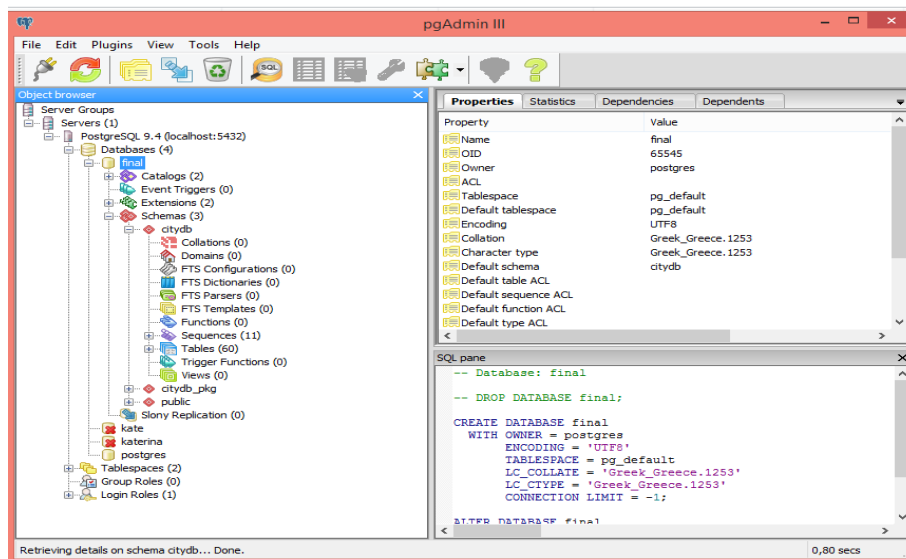 pgAdmin III
File Edit Plugins View Tools Help
SQL
Object browser
Server Groups
Servers (1)
PostgreSQL 9.4 (localhost:5432)
Databases (4)
final
Catalogs (2)
Event Triggers (0)
Extensions (2)
Schemas (3)
citydb
Collations (0)
Domains (0)
FTS Configurations (0)
FTS Dictionaries (0)
FTS Parsers (0)
FTS Templates (0)
Functions (0)
Sequences (11)
Tables (60)
Trigger Functions (0)
Views (0)
citydb_pkg
public
Slony Replication (0)
kate
katerina
postgres
Tablespaces (2)
Group Roles (0)
Login Roles (1)
Properties Statistics Dependencies Dependents
Property Value
Name final
OID 65545
Owner postgres
ACL
Tablespace pg_default
Default tablespace pg_default
Encoding UTF8
Collation Greek_Greece.1253
Character type Greek_Greece.1253
Default schema citydb
Default table ACL
Default sequence ACL
Default function ACL
Default type ACL
SQL pane
-- Database: final
-- DROP DATABASE final;
CREATE DATABASE final
WITH OWNER = postgres
ENCODING = 'UTF8'
TABLESPACE = pg_default
LC_COLLATE = 'Greek_Greece.1253'
LC_CTYPE = 'Greek_Greece.1253'
CONNECTION LIMIT = -1;
ALTER DATABASE final
Retrieving details on schema citydb... Done. 0,80 secs